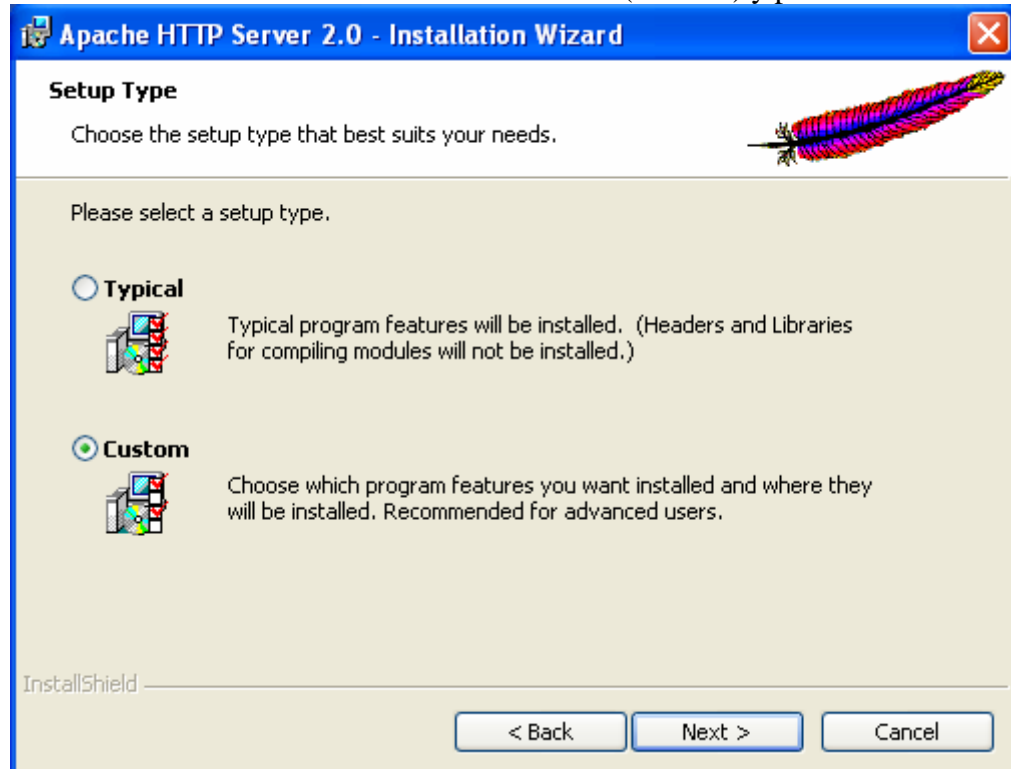 Apache HTTP Server 2.0 - Installation Wizard
Setup Type
Choose the setup type that best suits your needs.
Please select a setup type.
Typical
Typical program features will be installed. (Headers and Libraries
for compiling modules will not be installed.)
Custom
Choose which program features you want installed and where they
will be installed. Recommended for advanced users.
InstallShield
< Back Next > Cancel